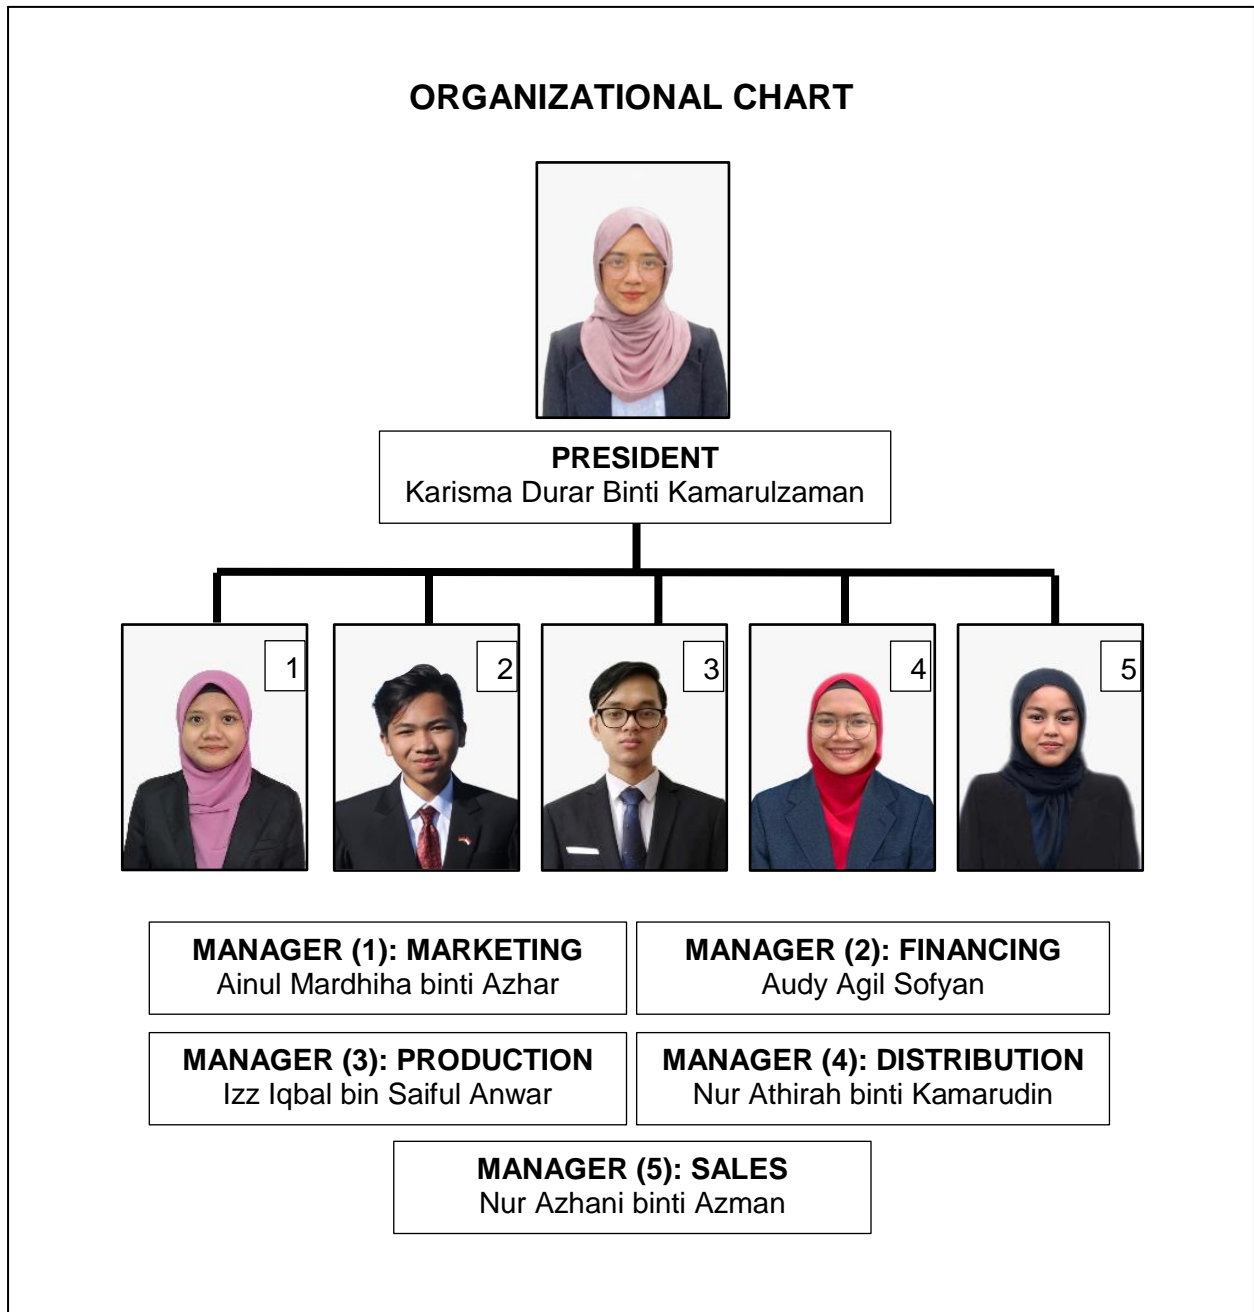 ORGANIZATIONAL CHART
PRESIDENT
Karisma Durar Binti Kamarulzaman
1
2
3
4
5
MANAGER (1): MARKETING
Ainul Mardhiha binti Azhar
MANAGER (2): FINANCING
Audy Agil Sofyan
MANAGER (3): PRODUCTION
Izz Iqbal bin Saiful Anwar
MANAGER (4): DISTRIBUTION
Nur Athirah binti Kamarudin
MANAGER (5): SALES
Nur Azhani binti Azman